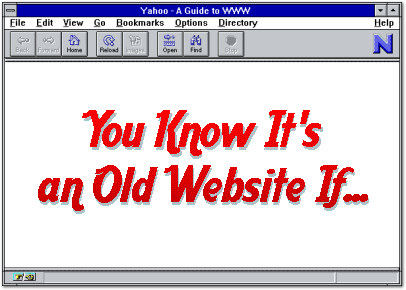 Yahoo - A Guide to WWW
File Edit View Go Bookmarks Options Directory Help
Back Forward Home Reload Images Open Find Stop
N
You Know It's
an Old Website If...